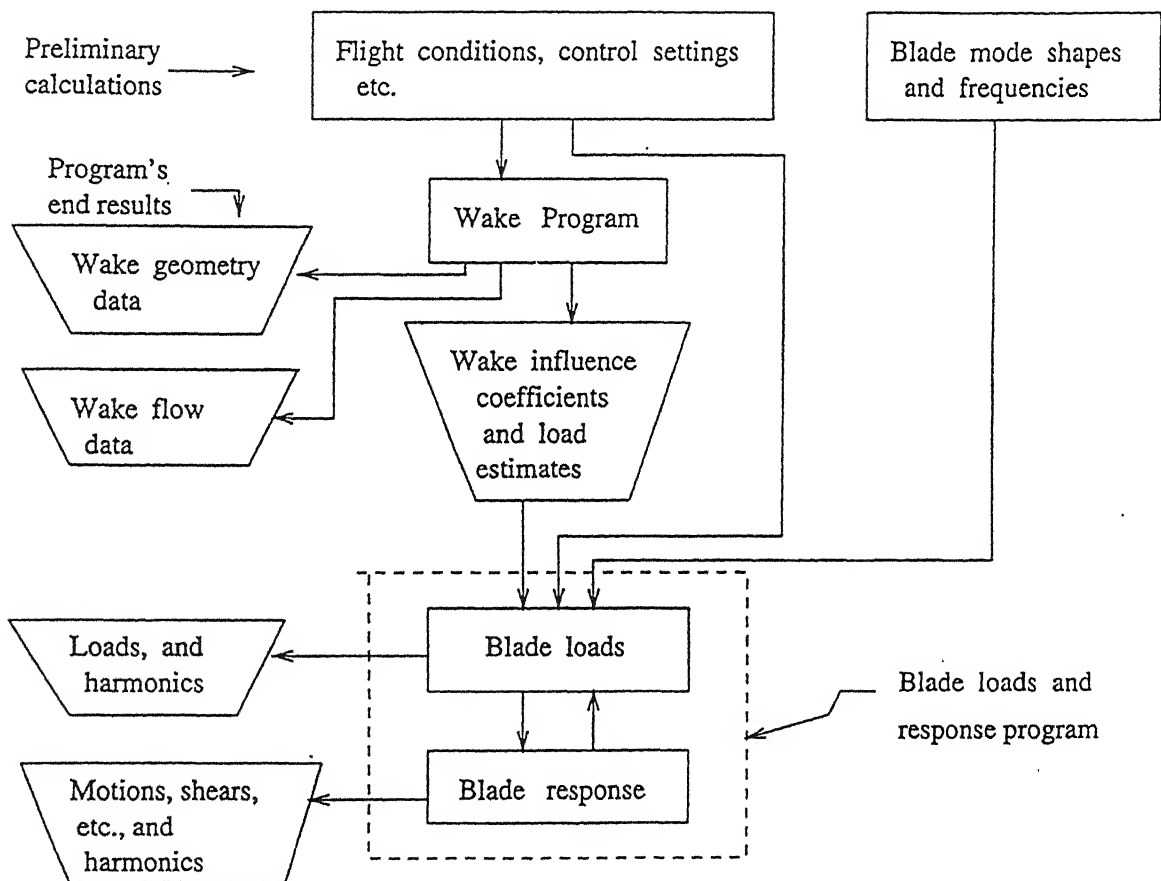 Preliminary
calculations
Flight conditions, control settings
etc.
Blade mode shapes
and frequencies
Program's
end results
Wake Program
Wake geometry
data
Wake influence
coefficients
and load
estimates
Wake flow
data
Blade loads
Loads, and
harmonics
Blade loads and
response program
Blade response
Motions, shears,
etc., and
harmonics